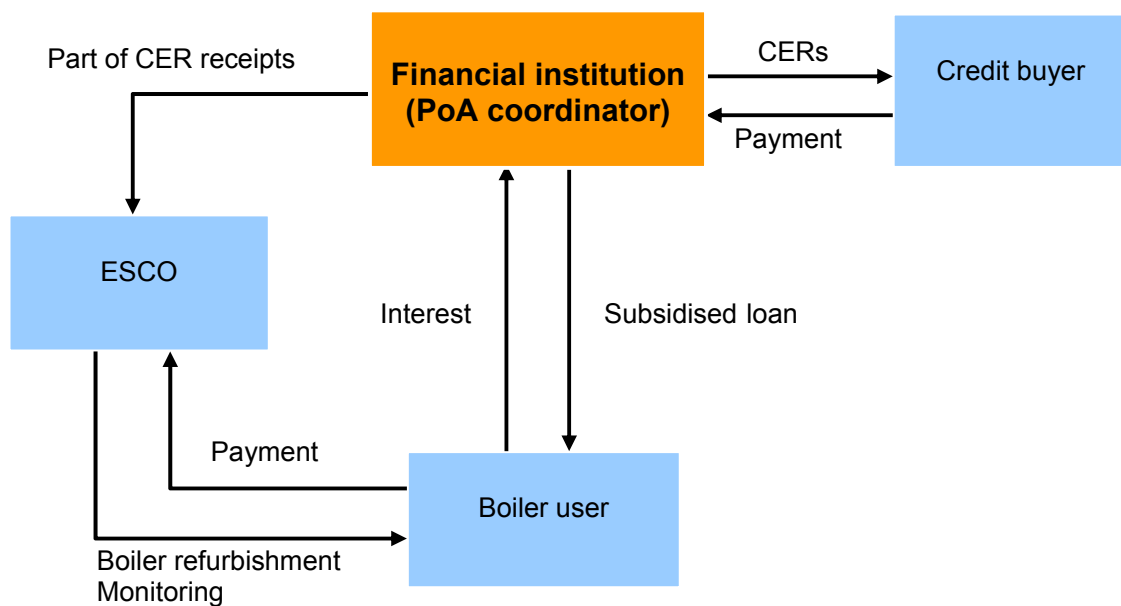 Part of CER receipts
Financial institution
(PoA coordinator)
CERs
Credit buyer
Payment
ESCO
Interest
Subsidised loan
Payment
Boiler user
Boiler refurbishment
Monitoring